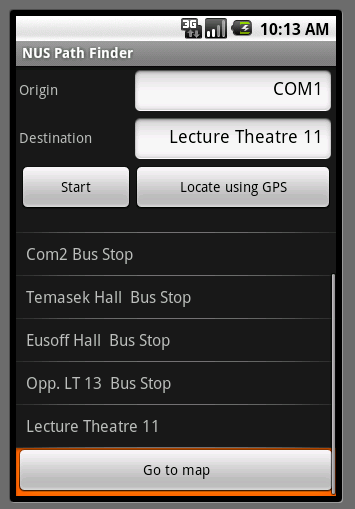 3G 10:13 AM
NUS Path Finder
Origin COM1
Destination Lecture Theatre 11
Start Locate using GPS
Com2 Bus Stop
Temasek Hall  Bus Stop
Eusoff Hall  Bus Stop
Opp. LT 13  Bus Stop
Lecture Theatre 11
Go to map